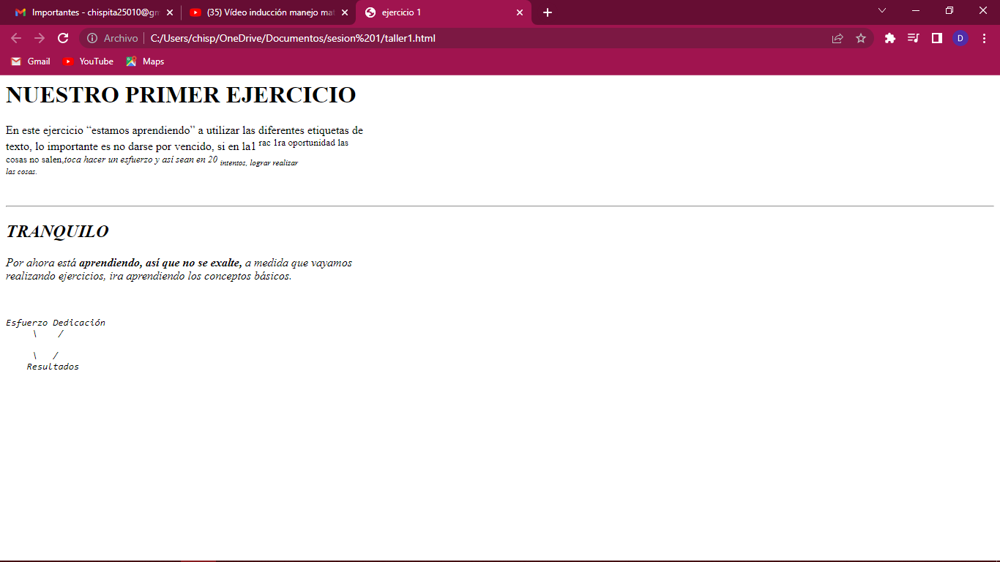 Importantes - chispita25010@gm
(35) Vídeo inducción manejo mat
ejercicio 1
Archivo
C:/Users/chisp/OneDrive/Documentos/sesion%201/taller1.html
D
Gmail
YouTube
Maps
NUESTRO PRIMER EJERCICIO
En este ejercicio “estamos aprendiendo” a utilizar las diferentes etiquetas de
texto, lo importante es no darse por vencido, si en la1 rac 1ra oportunidad las
cosas no salen,toca hacer un esfuerzo y así sean en 20 intentos, lograr realizar
las cosas.
TRANQUILO
Por ahora está aprendiendo, así que no se exalte, a medida que vayamos
realizando ejercicios, ira aprendiendo los conceptos básicos.
Esfuerzo Dedicación
\ /
\ /
Resultados